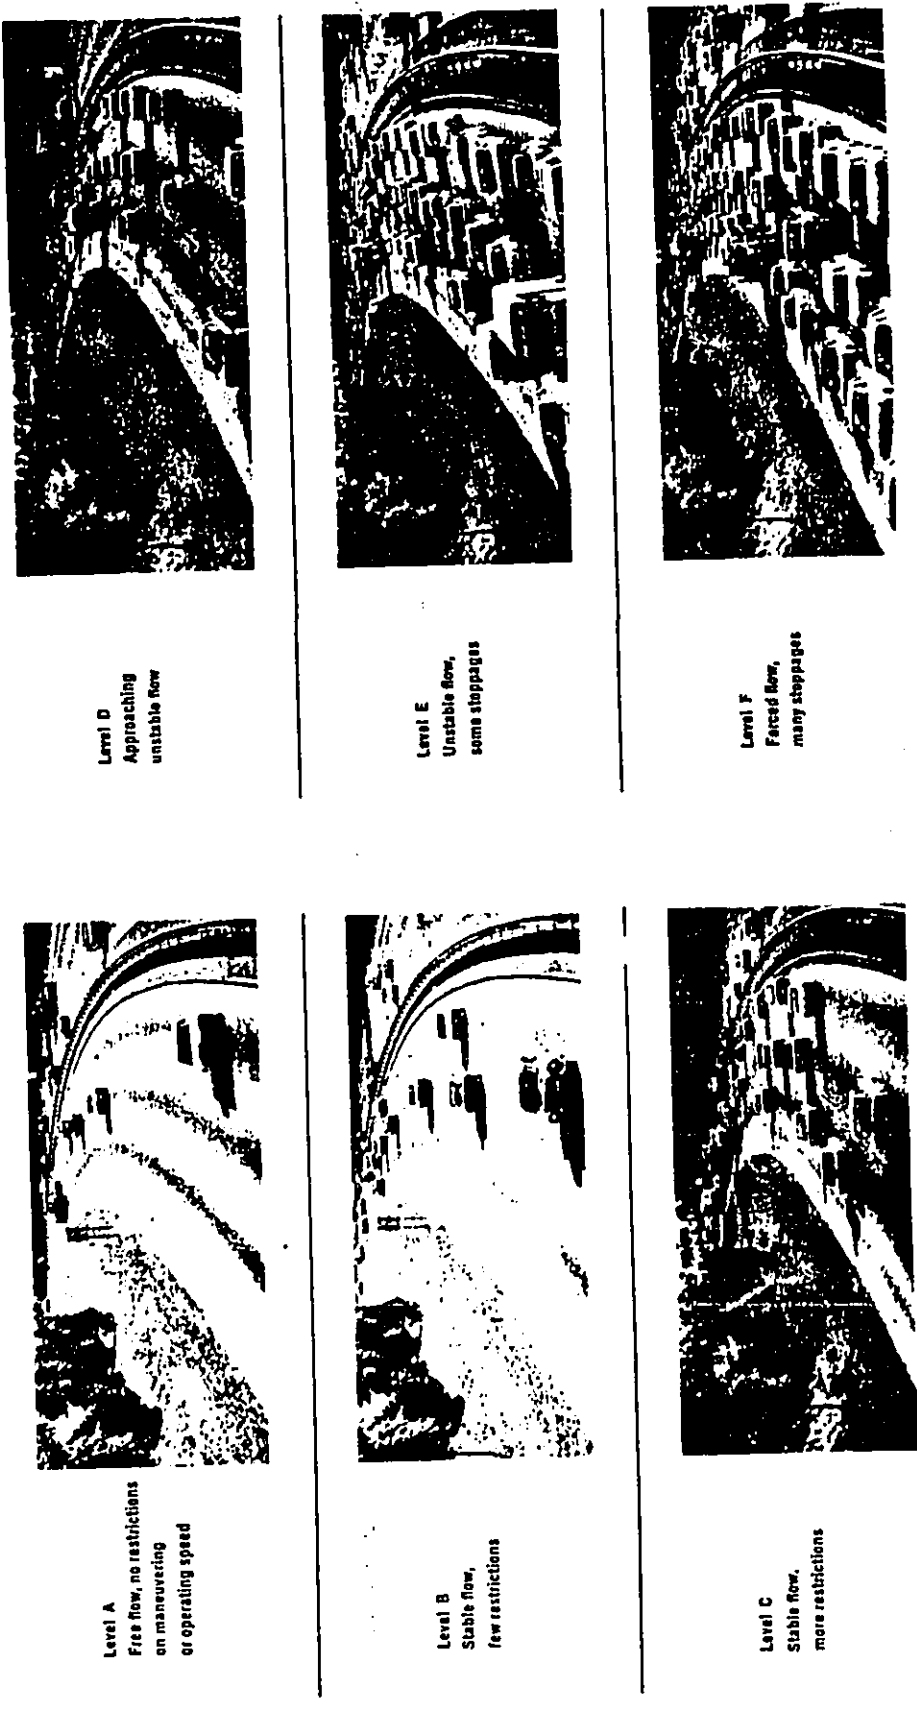 Level A
Free flow, no restrictions
on maneuvering
or operating speed
Level B
Stable flow,
few restrictions
Level C
Stable flow,
more restrictions
Level D
Approaching
unstable flow
Level E
Unstable flow,
some stoppages
Level F
Forced flow,
many stoppages